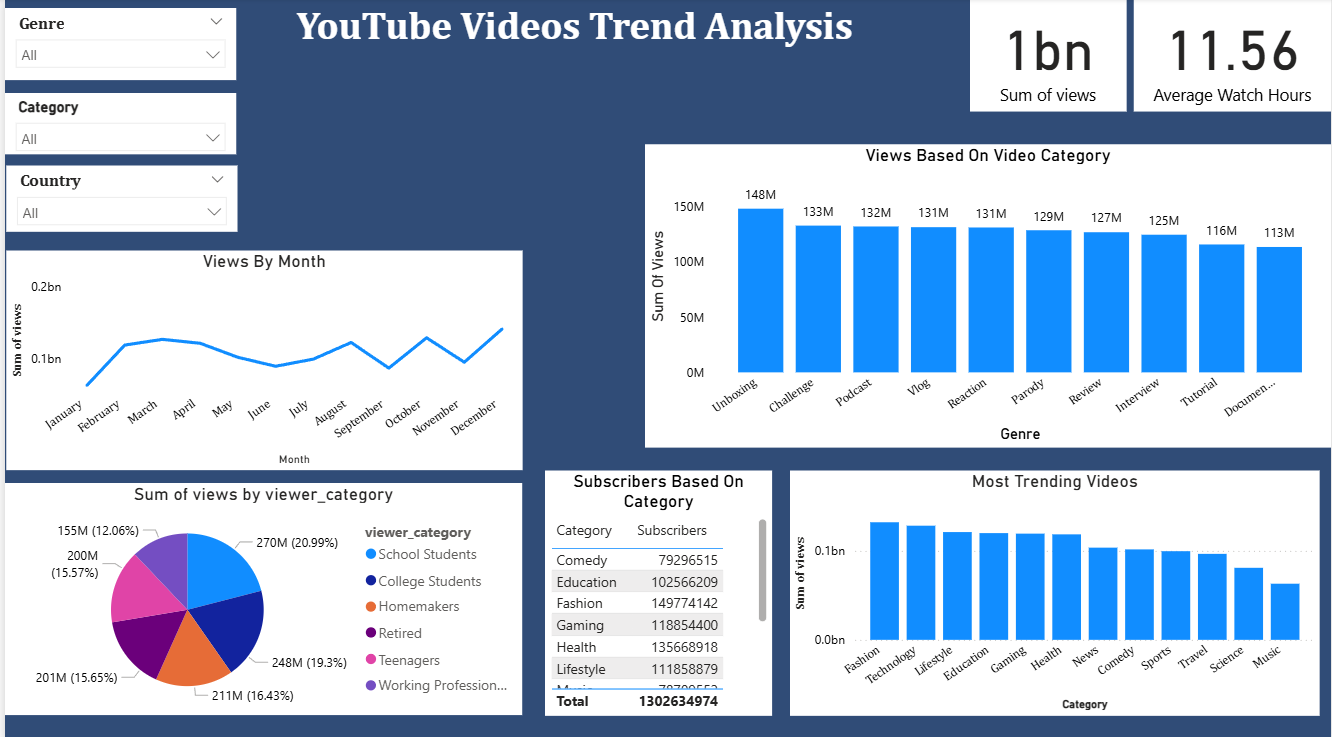 Genre
All
Category
All
Country
All
YouTube Videos Trend Analysis
1bn
Sum of views
11.56
Average Watch Hours
Views Based On Video Category
Sum Of Views
150M
100M
50M
0M
148M
133M
132M
131M
131M
129M
127M
125M
116M
113M
Unboxing
Challenge
Podcast
Vlog
Reaction
Parody
Review
Interview
Tutorial
Documen...
Genre
Views By Month
Sum of views
0.2bn
0.1bn
January
February
March
April
May
June
July
August
September
October
November
December
Month
Sum of views by viewer_category
155M (12.06%)
200M
(15.57%)
201M (15.65%)
270M (20.99%)
248M (19.3%)
211M (16.43%)
viewer_category
School Students
College Students
Homemakers
Retired
Teenagers
Working Profession...
Subscribers Based On
Category
Category Subscribers
Comedy 79296515
Education 102566209
Fashion 149774142
Gaming 118854400
Health 135668918
Lifestyle 111858879
Total 1302634974
Most Trending Videos
Sum of views
0.1bn
0.0bn
Fashion
Technology
Lifestyle
Education
Gaming
Health
News
Comedy
Sports
Travel
Science
Music
Category